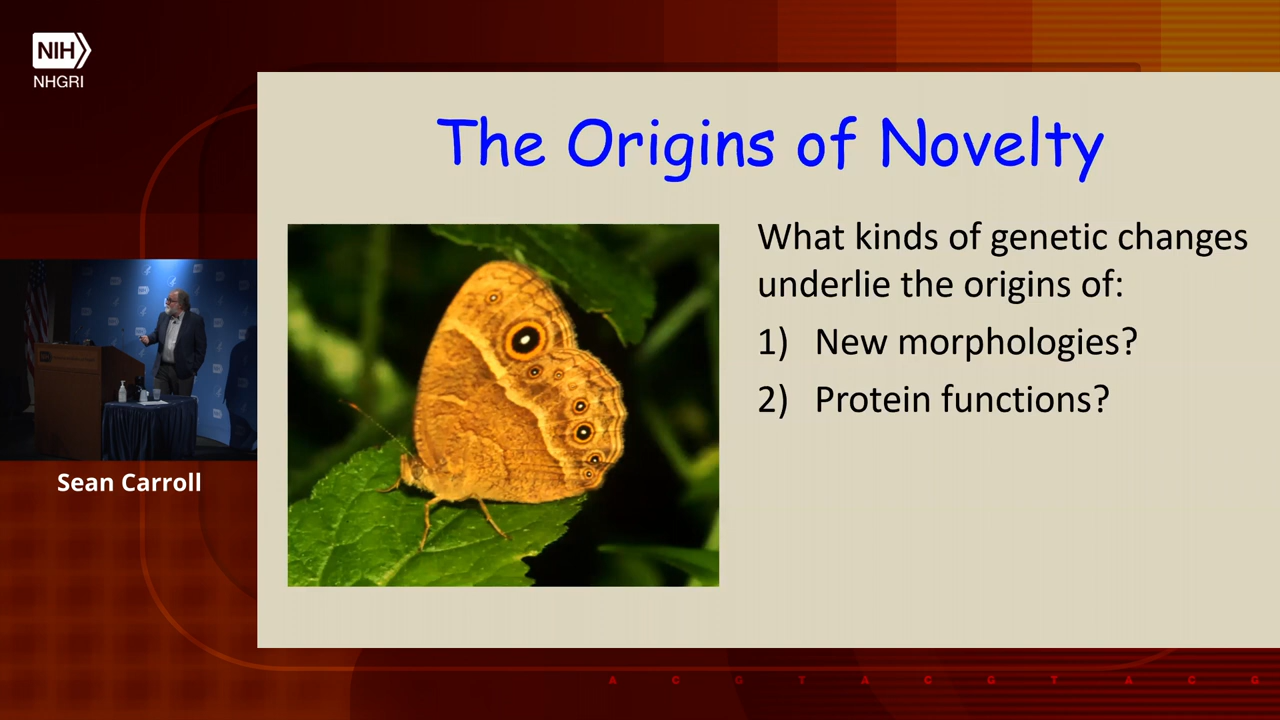 NIH
NHGRI
The Origins of Novelty
What kinds of genetic changes
underlie the origins of:
1) New morphologies?
2) Protein functions?
Sean Carroll
A C G T A C G T A C G